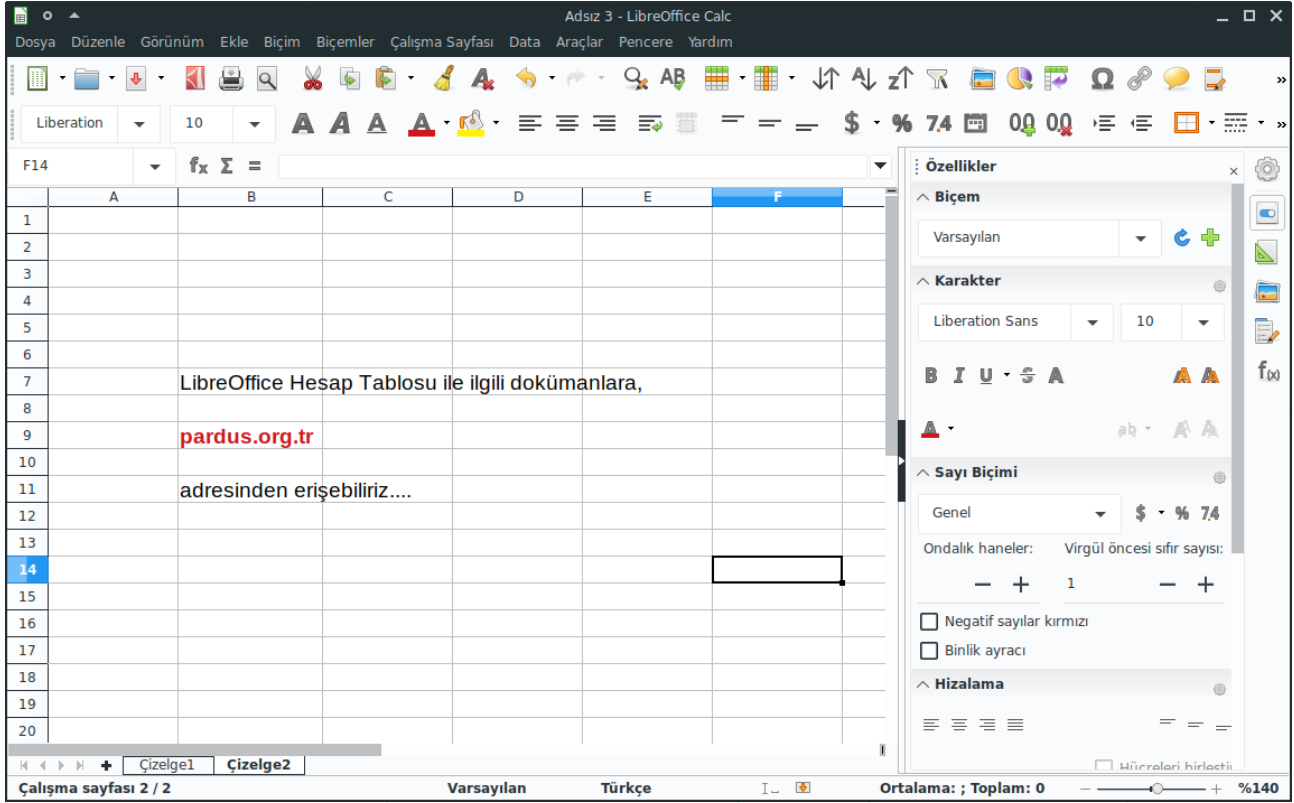 Adsız 3 - LibreOffice Calc
Dosya Düzenle Görünüm Ekle Biçim Biçemler Çalışma Sayfası Data Araçlar Pencere Yardım
Liberation 10
F14
Özellikler
Biçem
Varsayılan
Karakter
Liberation Sans 10
Sayı Biçimi
Genel
Ondalık haneler: Virgül öncesi sıfır sayısı:
1
Negatif sayılar kırmızı
Binlik ayracı
Hizalama
Hücreleri birleşti
A B C D E F
1
2
3
4
5
6
7 LibreOffice Hesap Tablosu ile ilgili dokümanlara,
8
9 pardus.org.tr
10
11 adresinden erişebiliriz....
12
13
14
15
16
17
18
19
20
Çizelge1 Çizelge2
Çalışma sayfası 2 / 2 Varsayılan Türkçe Ortalama: ; Toplam: 0 %140